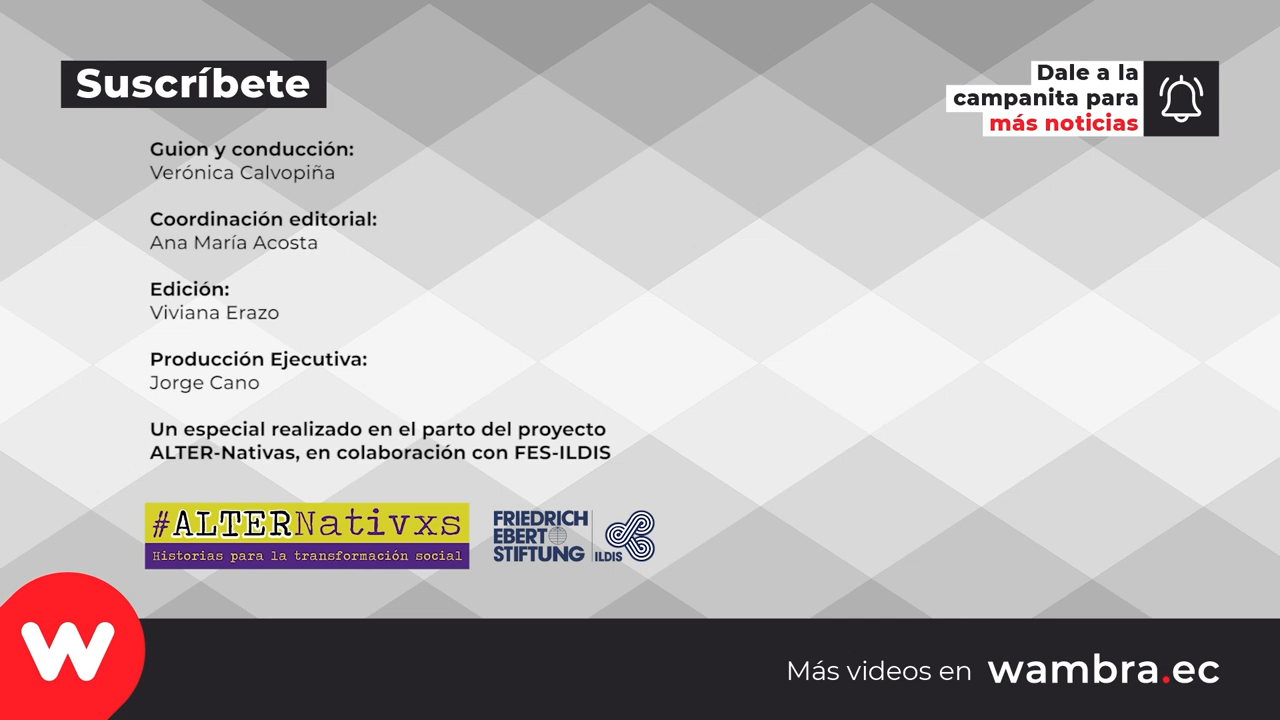 Suscríbete
Dale a la
campanita para
más noticias
Guion y conducción:
Verónica Calvopiña
Coordinación editorial:
Ana María Acosta
Edición:
Viviana Erazo
Producción Ejecutiva:
Jorge Cano
Un especial realizado en el parto del proyecto
ALTER-Nativas, en colaboración con FES-ILDIS
#ALTERNativxs
Historias para la transformación social
FRIEDRICH
EBERT
STIFTUNG
ILDIS
W
Más videos en wambra.ec